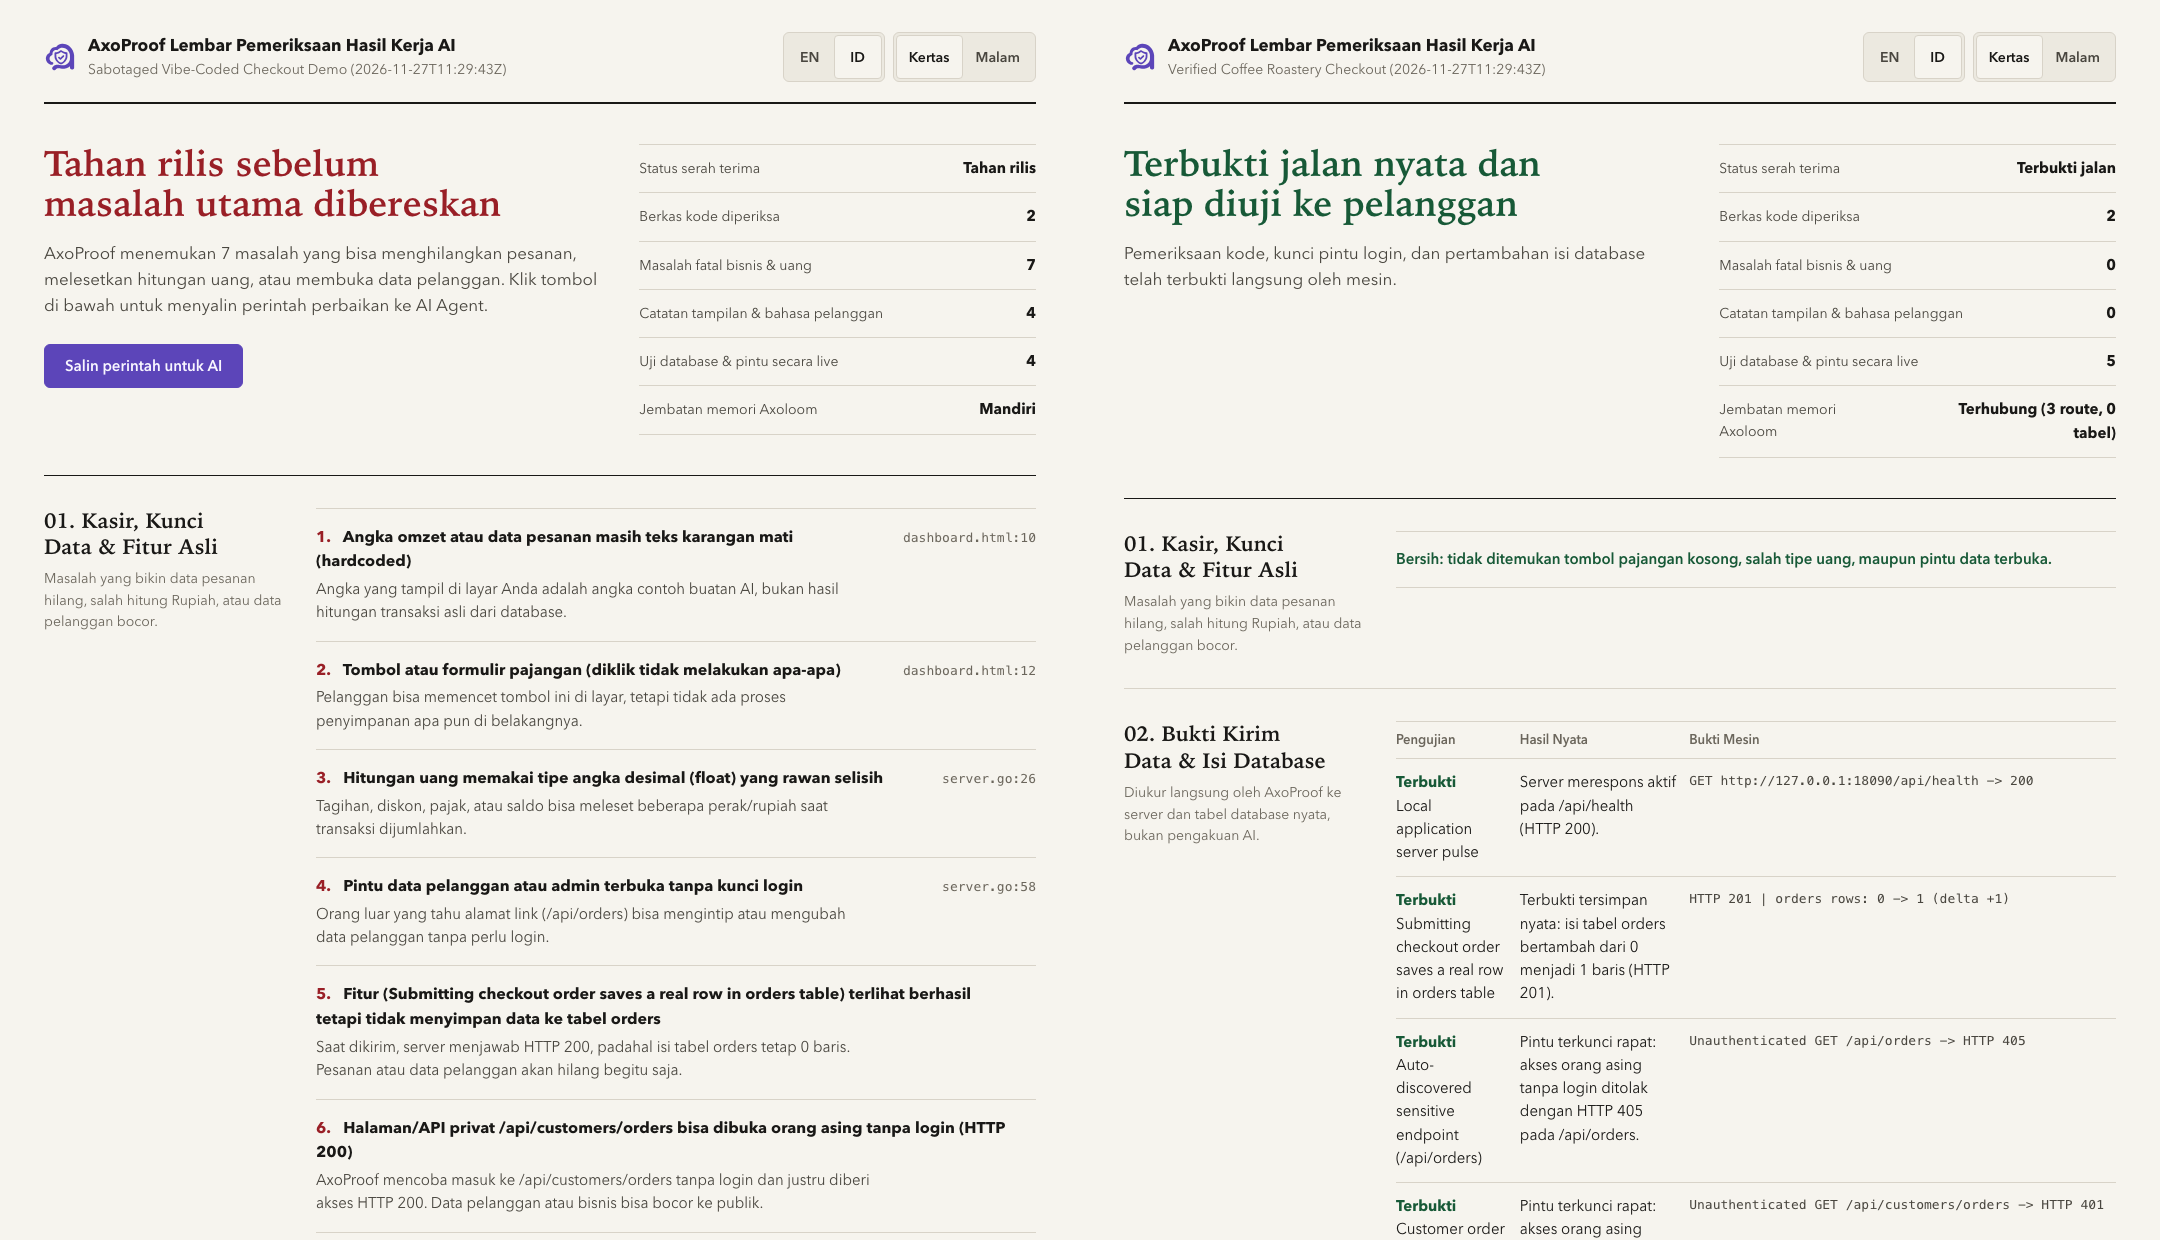 AxoProof Lembar Pemeriksaan Hasil Kerja AI
Sabotaged Vibe-Coded Checkout Demo (2026-11-27T11:29:43Z)
EN ID Kertas Malam
Tahan rilis sebelum
masalah utama dibereskan
AxoProof menemukan 7 masalah yang bisa menghilangkan pesanan,
melesetkan hitungan uang, atau membuka data pelanggan. Klik tombol
di bawah untuk menyalin perintah perbaikan ke AI Agent.
Salin perintah untuk AI
Status serah terima Tahan rilis
Berkas kode diperiksa 2
Masalah fatal bisnis & uang 7
Catatan tampilan & bahasa pelanggan 4
Uji database & pintu secara live 4
Jembatan memori Axoloom Mandiri
01. Kasir, Kunci
Data & Fitur Asli
Masalah yang bikin data pesanan
hilang, salah hitung Rupiah, atau data
pelanggan bocor.
1. Angka omzet atau data pesanan masih teks karangan mati
(hardcoded)
dashboard.html:10
Angka yang tampil di layar Anda adalah angka contoh buatan AI, bukan hasil
hitungan transaksi asli dari database.
2. Tombol atau formulir pajangan (diklik tidak melakukan apa-apa)
dashboard.html:12
Pelanggan bisa memencet tombol ini di layar, tetapi tidak ada proses
penyimpanan apa pun di belakangnya.
3. Hitungan uang memakai tipe angka desimal (float) yang rawan selisih
server.go:26
Tagihan, diskon, pajak, atau saldo bisa meleset beberapa perak/rupiah saat
transaksi dijumlahkan.
4. Pintu data pelanggan atau admin terbuka tanpa kunci login
server.go:58
Orang luar yang tahu alamat link (/api/orders) bisa mengintip atau mengubah
data pelanggan tanpa perlu login.
5. Fitur (Submitting checkout order saves a real row in orders table) terlihat berhasil
tetapi tidak menyimpan data ke tabel orders
Saat dikirim, server menjawab HTTP 200, padahal isi tabel orders tetap 0 baris.
Pesanan atau data pelanggan akan hilang begitu saja.
6. Halaman/API privat /api/customers/orders bisa dibuka orang asing tanpa login (HTTP
200)
AxoProof mencoba masuk ke /api/customers/orders tanpa login dan justru diberi
akses HTTP 200. Data pelanggan atau bisnis bisa bocor ke publik.
AxoProof Lembar Pemeriksaan Hasil Kerja AI
Verified Coffee Roastery Checkout (2026-11-27T11:29:43Z)
EN ID Kertas Malam
Terbukti jalan nyata dan
siap diuji ke pelanggan
Pemeriksaan kode, kunci pintu login, dan pertambahan isi database
telah terbukti langsung oleh mesin.
Status serah terima Terbukti jalan
Berkas kode diperiksa 2
Masalah fatal bisnis & uang 0
Catatan tampilan & bahasa pelanggan 0
Uji database & pintu secara live 5
Jembatan memori
Axoloom
Terhubung (3 route, 0
tabel)
01. Kasir, Kunci
Data & Fitur Asli
Masalah yang bikin data pesanan
hilang, salah hitung Rupiah, atau data
pelanggan bocor.
Bersih: tidak ditemukan tombol pajangan kosong, salah tipe uang, maupun pintu data terbuka.
02. Bukti Kirim
Data & Isi Database
Diukur langsung oleh AxoProof ke
server dan tabel database nyata,
bukan pengakuan AI.
Pengujian Hasil Nyata Bukti Mesin
Terbukti
Local
application
server pulse
Server merespons aktif
pada /api/health
(HTTP 200).
GET http://127.0.0.1:18090/api/health -> 200
Terbukti
Submitting
checkout order
saves a real row
in orders table
Terbukti tersimpan
nyata: isi tabel orders
bertambah dari 0
menjadi 1 baris (HTTP
201).
HTTP 201 | orders rows: 0 -> 1 (delta +1)
Terbukti
Auto-
discovered
sensitive
endpoint
(/api/orders)
Pintu terkunci rapat:
akses orang asing
tanpa login ditolak
dengan HTTP 405
pada /api/orders.
Unauthenticated GET /api/orders -> HTTP 405
Terbukti
Customer order
Pintu terkunci rapat:
akses orang asing
Unauthenticated GET /api/customers/orders -> HTTP 401